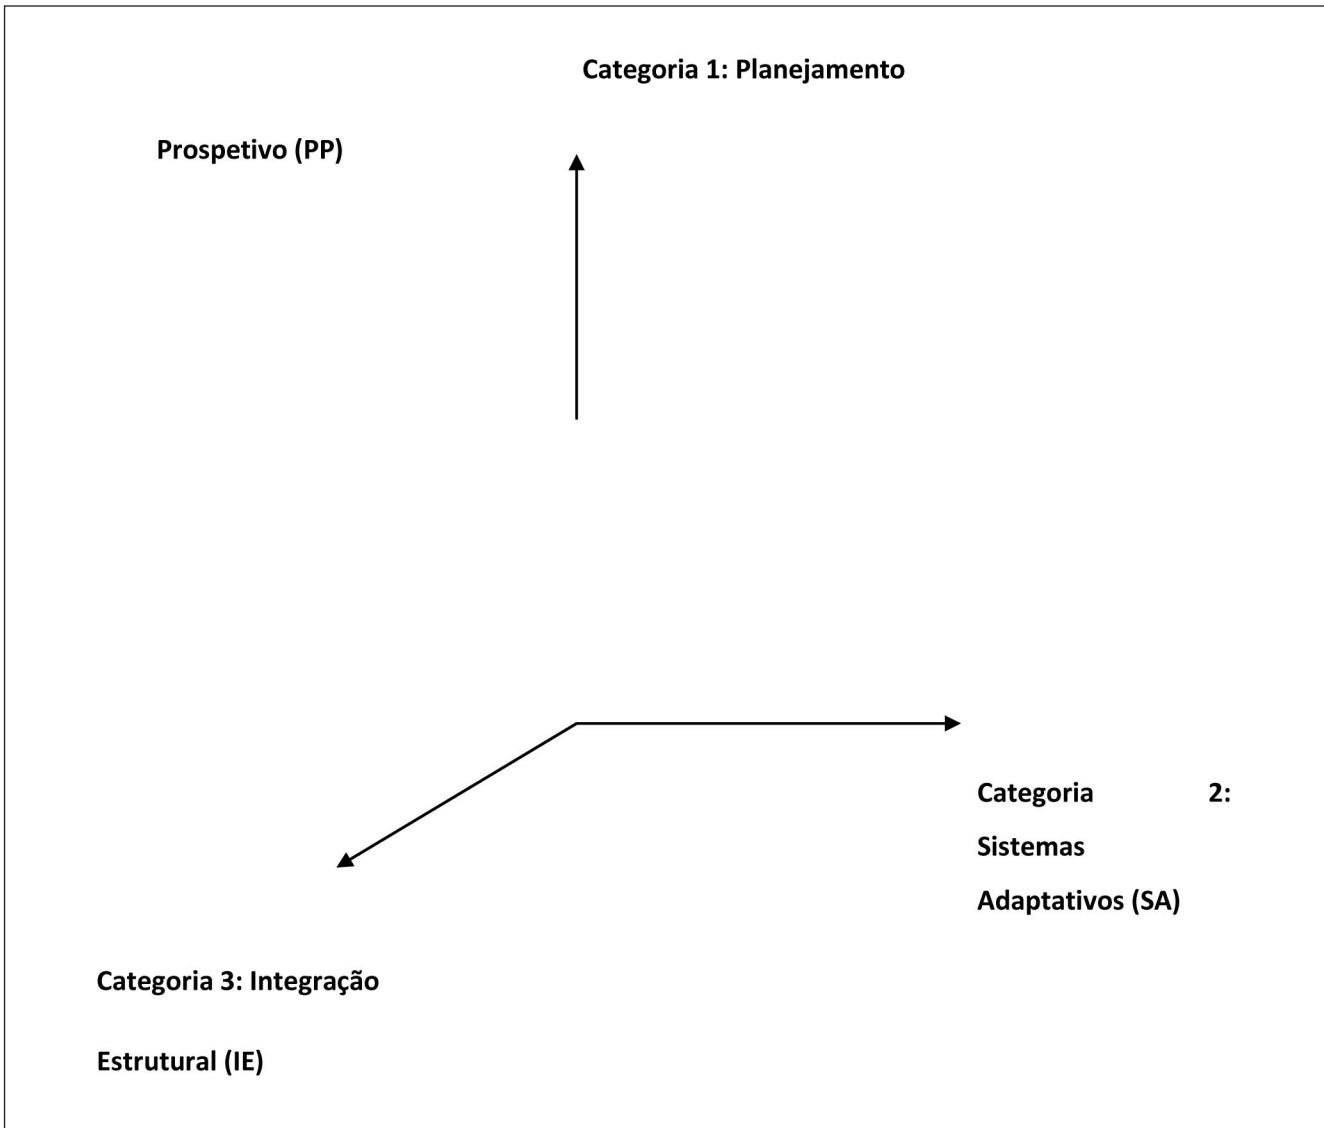 Categoria 1: Planejamento
Prospetivo (PP)
Categoria 2:
Sistemas
Adaptativos (SA)
Categoria 3: Integração
Estrutural (IE)